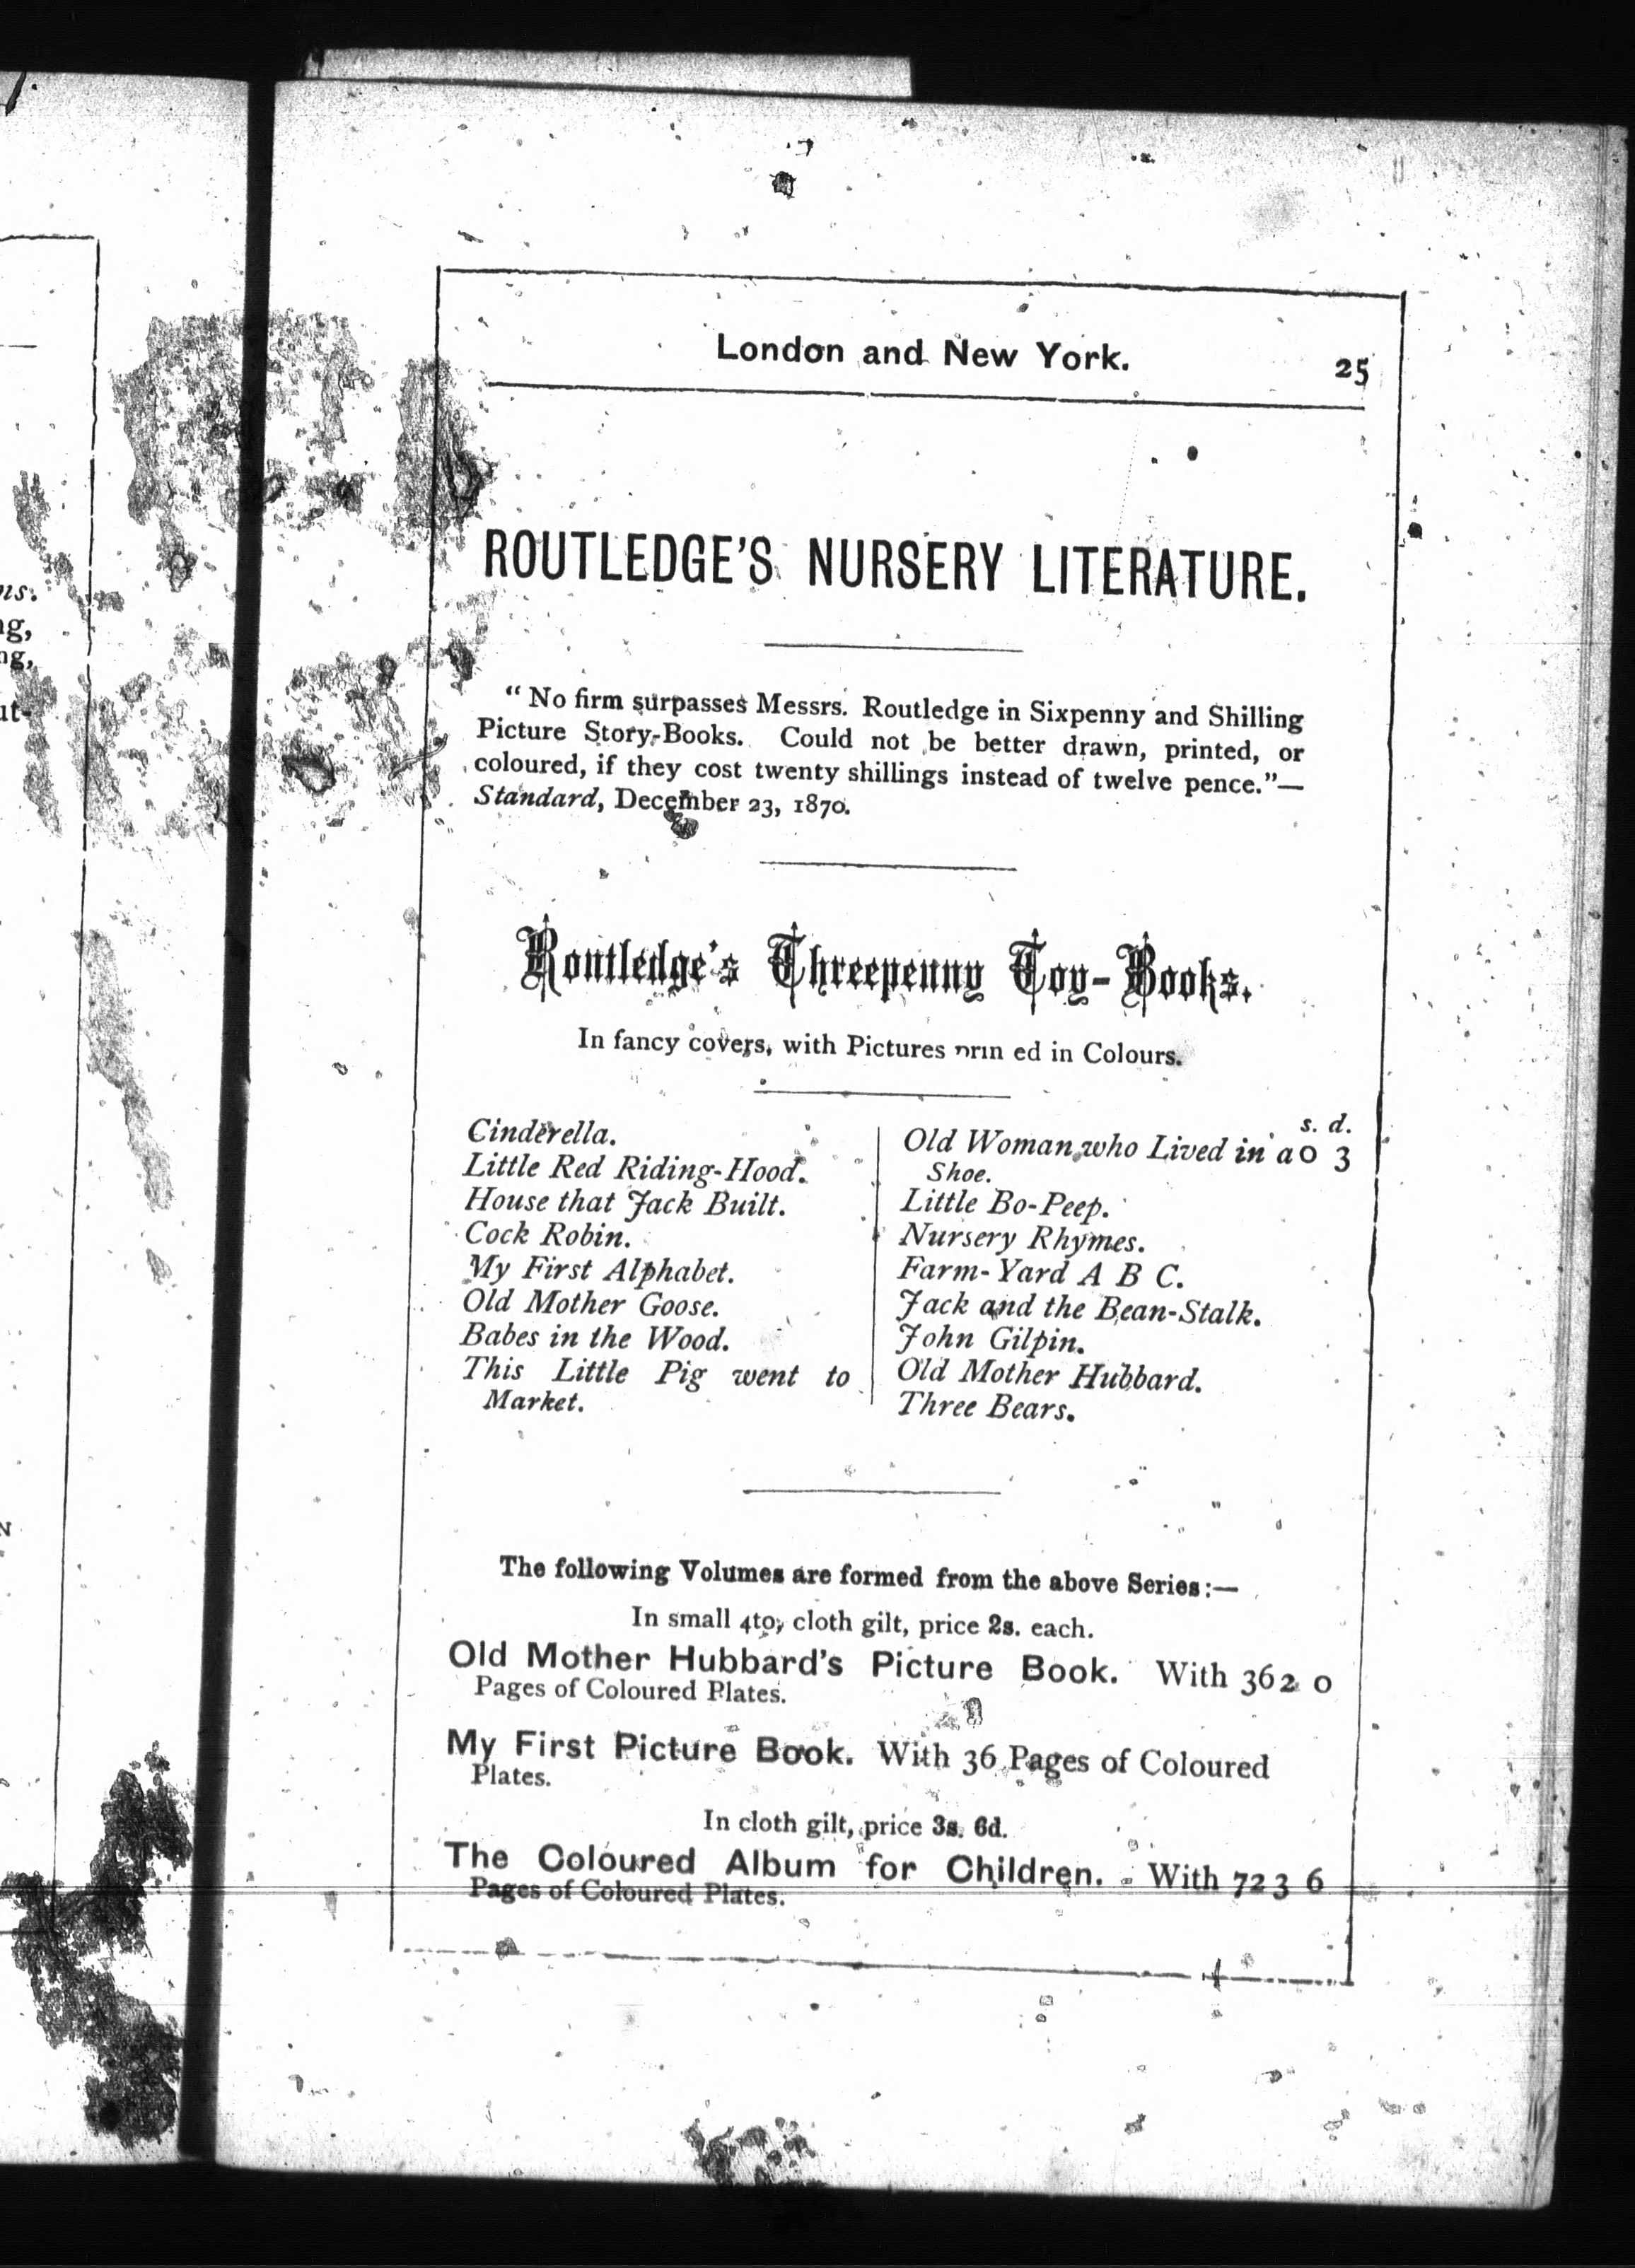 London and New York. 25
ROUTLEDGE'S NURSERY LITERATURE.
“No firm surpasses Messrs. Routledge in Sixpenny and Shilling
Picture Story-Books. Could not be better drawn, printed, or
coloured, if they cost twenty shillings instead of twelve pence.”—
Standard, December 23, 1870.
Routledge's Threepenny Toy-Books.
In fancy covers, with Pictures prin ed in Colours.
Cinderella.
Little Red Riding-Hood.
House that Jack Built.
Cock Robin.
My First Alphabet.
Old Mother Goose.
Babes in the Wood.
This Little Pig went to
Market.
s. d.
Old Woman who Lived in a 0 3
Shoe.
Little Bo-Peep.
Nursery Rhymes.
Farm-Yard A B C.
Jack and the Bean-Stalk.
John Gilpin.
Old Mother Hubbard.
Three Bears.
The following Volumes are formed from the above Series:—
In small 4to, cloth gilt, price 2s. each.
Old Mother Hubbard's Picture Book. With 36 2 0
Pages of Coloured Plates.
My First Picture Book. With 36 Pages of Coloured
Plates.
In cloth gilt, price 3s. 6d.
The Coloured Album for Children. With 72 3 6
Pages of Coloured Plates.